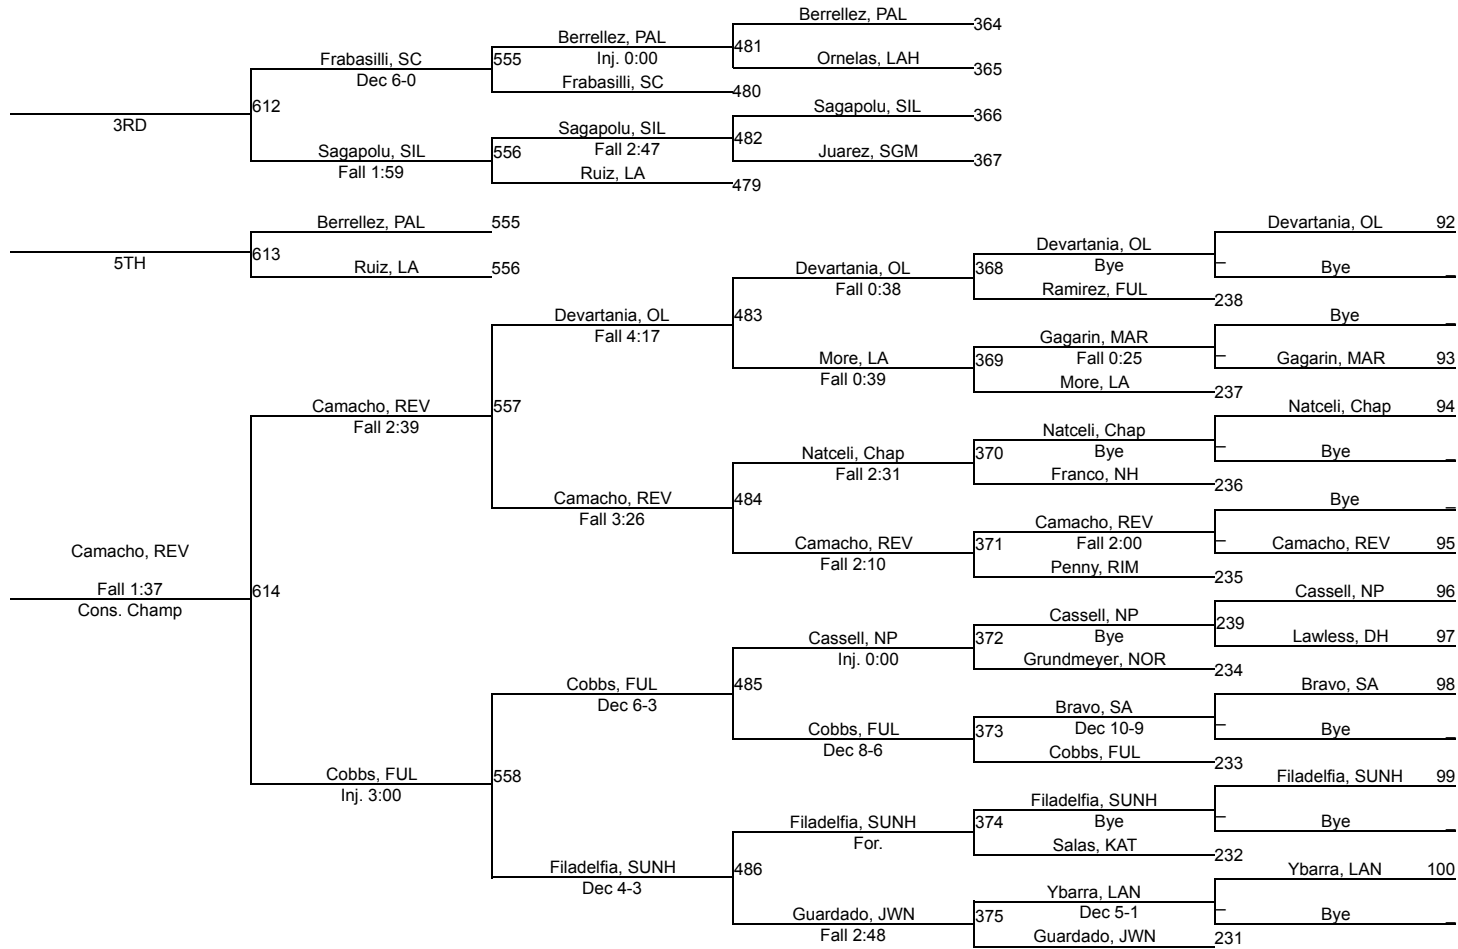 Berrellez, PAL 364
481
Ornelas, LAH 365
Berrellez, PAL
Inj. 0:00
555
Frabasilli, SC 480
Frabasilli, SC
Dec 6-0
612
3RD
Sagapolu, SIL 366
482
Juarez, SGM 367
Sagapolu, SIL
Fall 2:47
556
Ruiz, LA 479
Sagapolu, SIL
Fall 1:59
Berrellez, PAL 555
613
5TH
Ruiz, LA 556
Devartania, OL 92
_
Bye _
Devartania, OL
Bye
368
Ramirez, FUL 238
Devartania, OL
Fall 0:38
483
Bye _
_
Gagarin, MAR 93
Gagarin, MAR
Fall 0:25
369
More, LA 237
More, LA
Fall 0:39
Devartania, OL
Fall 4:17
557
Natceli, Chap 94
_
Bye _
Natceli, Chap
Bye
370
Franco, NH 236
Natceli, Chap
Fall 2:31
484
Bye _
_
Camacho, REV 95
Camacho, REV
Fall 2:00
371
Penny, RIM 235
Camacho, REV
Fall 2:10
Camacho, REV
Fall 3:26
Camacho, REV
Fall 2:39
614
Camacho, REV
Fall 1:37
Cons. Champ
Cassell, NP 96
239
Lawless, DH 97
Cassell, NP
Bye
372
Grundmeyer, NOR 234
Cassell, NP
Inj. 0:00
485
Bravo, SA 98
_
Bye _
Bravo, SA
Dec 10-9
373
Cobbs, FUL 233
Cobbs, FUL
Dec 8-6
Cobbs, FUL
Dec 6-3
558
Cobbs, FUL
Inj. 3:00
Filadelfia, SUNH 99
_
Bye _
Filadelfia, SUNH
Bye
374
Salas, KAT 232
Filadelfia, SUNH
For.
486
Ybarra, LAN 100
_
Bye _
Ybarra, LAN
Dec 5-1
375
Guardado, JWN 231
Guardado, JWN
Fall 2:48
Filadelfia, SUNH
Dec 4-3